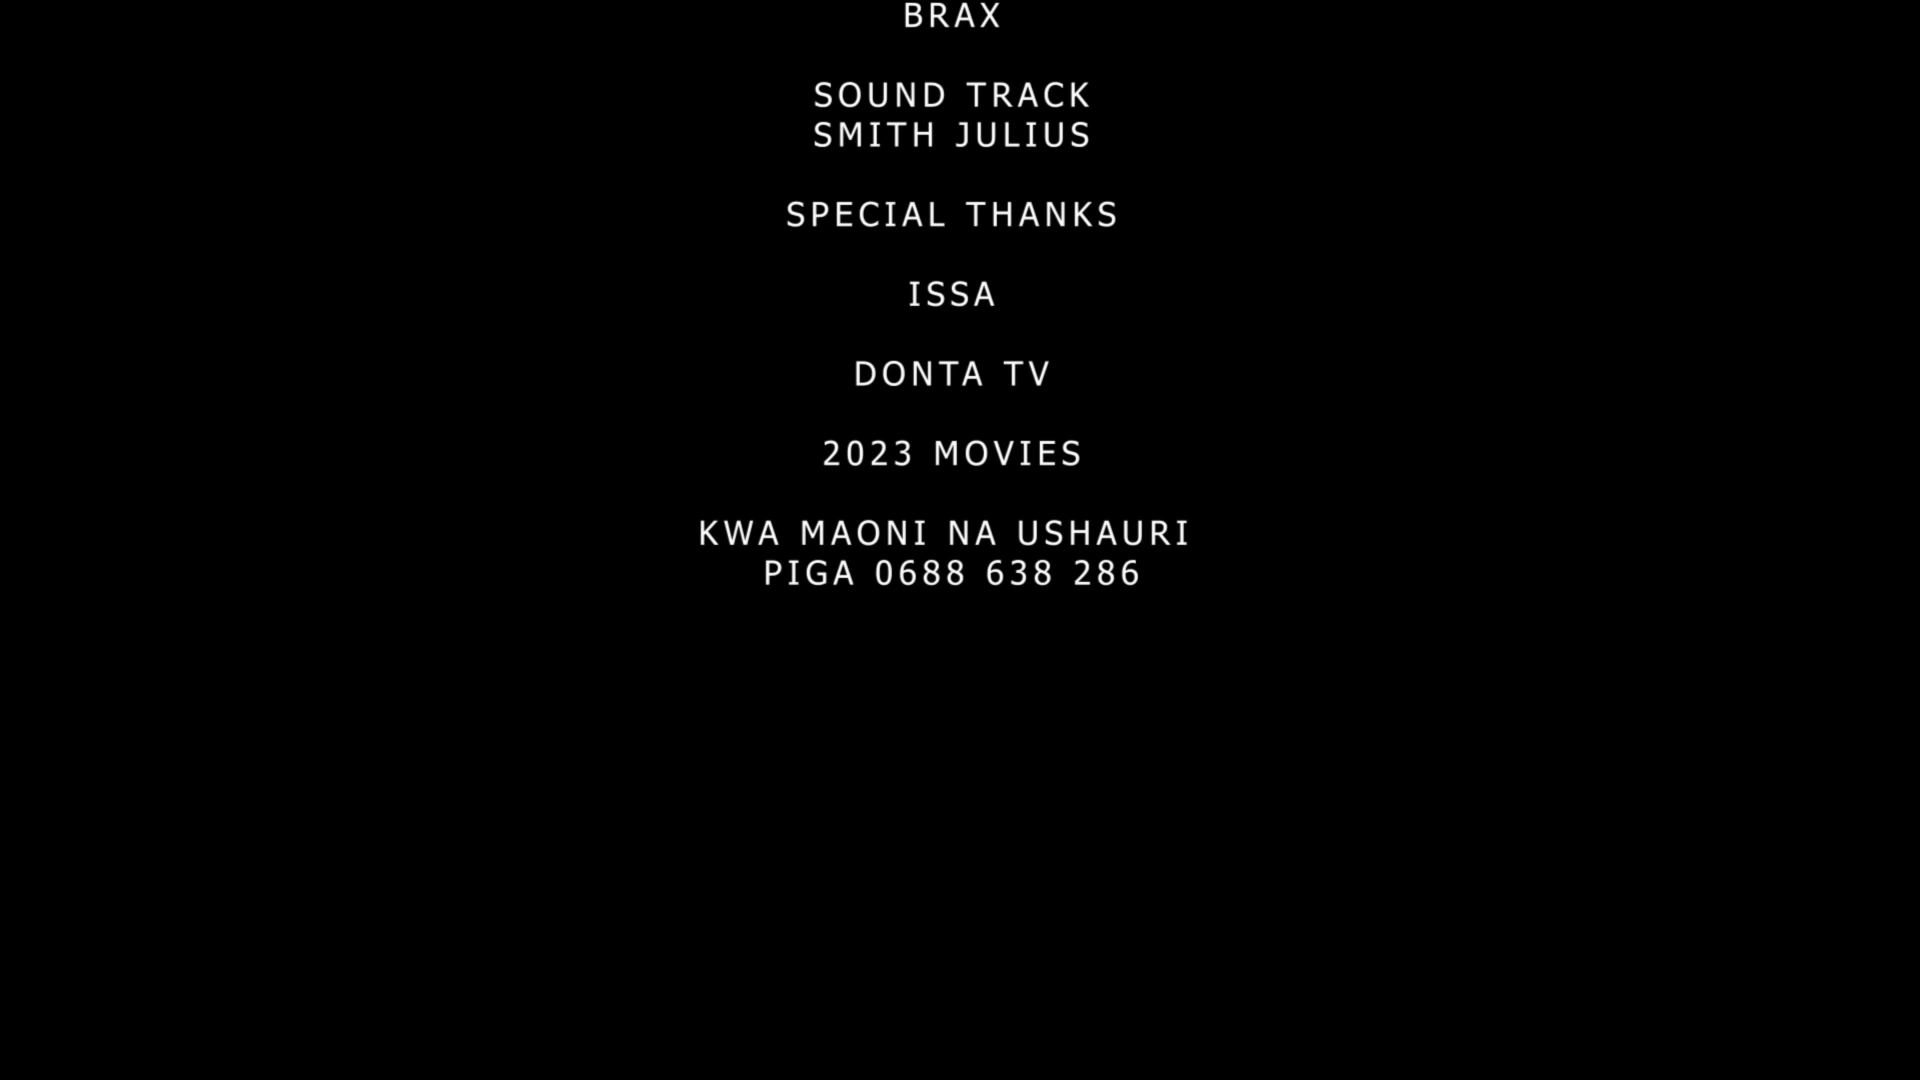 BRAX
SOUND TRACK
SMITH JULIUS
SPECIAL THANKS
ISSA
DONTA TV
2023 MOVIES
KWA MAONI NA USHAURI
PIGA 0688 638 286